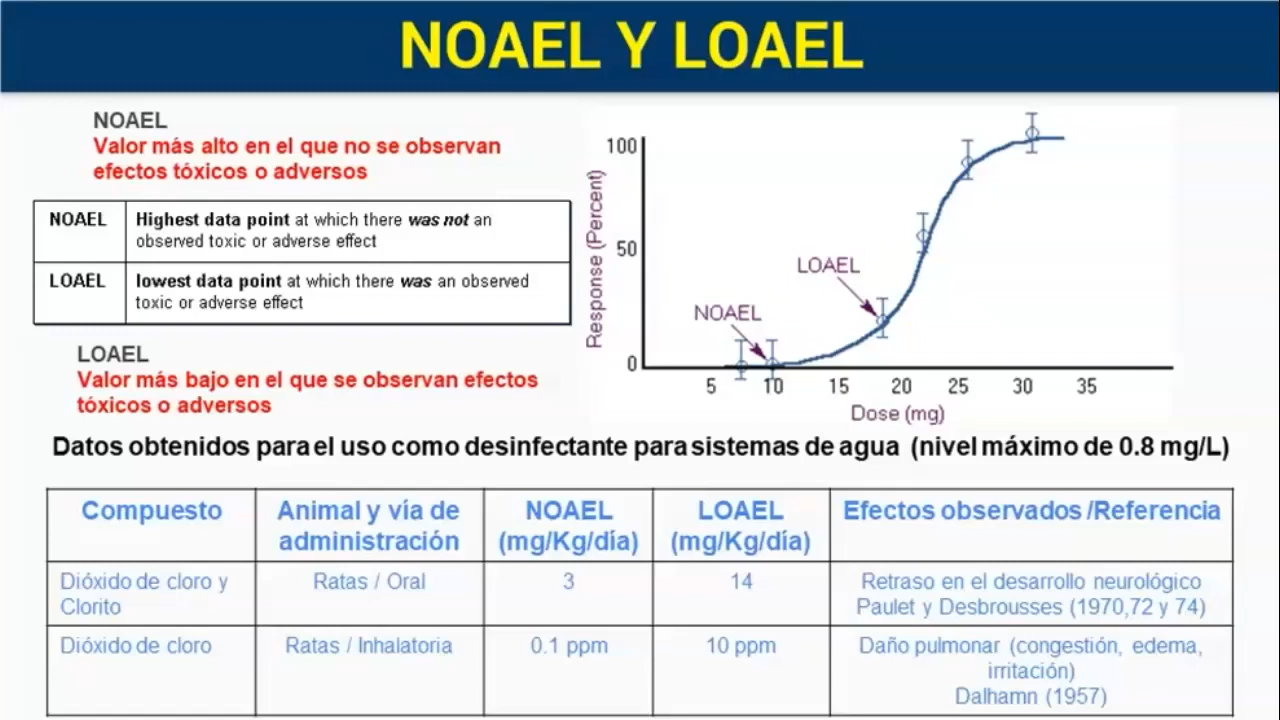 NOAEL Y LOAEL
NOAEL
Valor más alto en el que no se observan
efectos tóxicos o adversos
NOAEL
Highest data point at which there was not an
observed toxic or adverse effect
LOAEL
lowest data point at which there was an observed
toxic or adverse effect
LOAEL
Valor más bajo en el que se observan efectos
tóxicos o adversos
Response (Percent)
100
50
0
LOAEL
NOAEL
5 10 15 20 25 30 35
Dose (mg)
Datos obtenidos para el uso como desinfectante para sistemas de agua (nivel máximo de 0.8 mg/L)
Compuesto
Animal y vía de
administración
NOAEL
(mg/Kg/día)
LOAEL
(mg/Kg/día)
Efectos observados /Referencia
Dióxido de cloro y
Clorito
Ratas / Oral
3
14
Retraso en el desarrollo neurológico
Paulet y Desbrousses (1970,72 y 74)
Dióxido de cloro
Ratas / Inhalatoria
0.1 ppm
10 ppm
Daño pulmonar (congestión, edema,
irritación)
Dalhamn (1957)